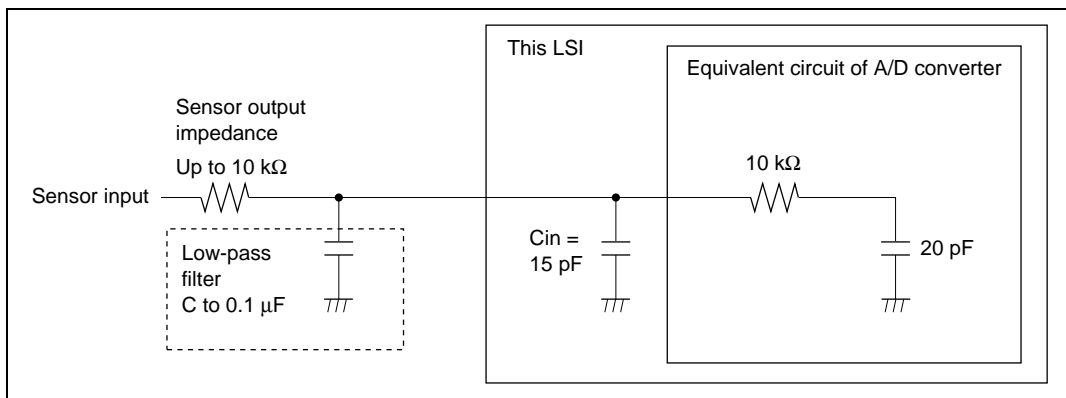 This LSI
Equivalent circuit of A/D converter
Sensor output
impedance
Up to 10 kΩ
10 kΩ
Sensor input
Low-pass
filter
C to 0.1 μF
Cin =
15 pF
20 pF